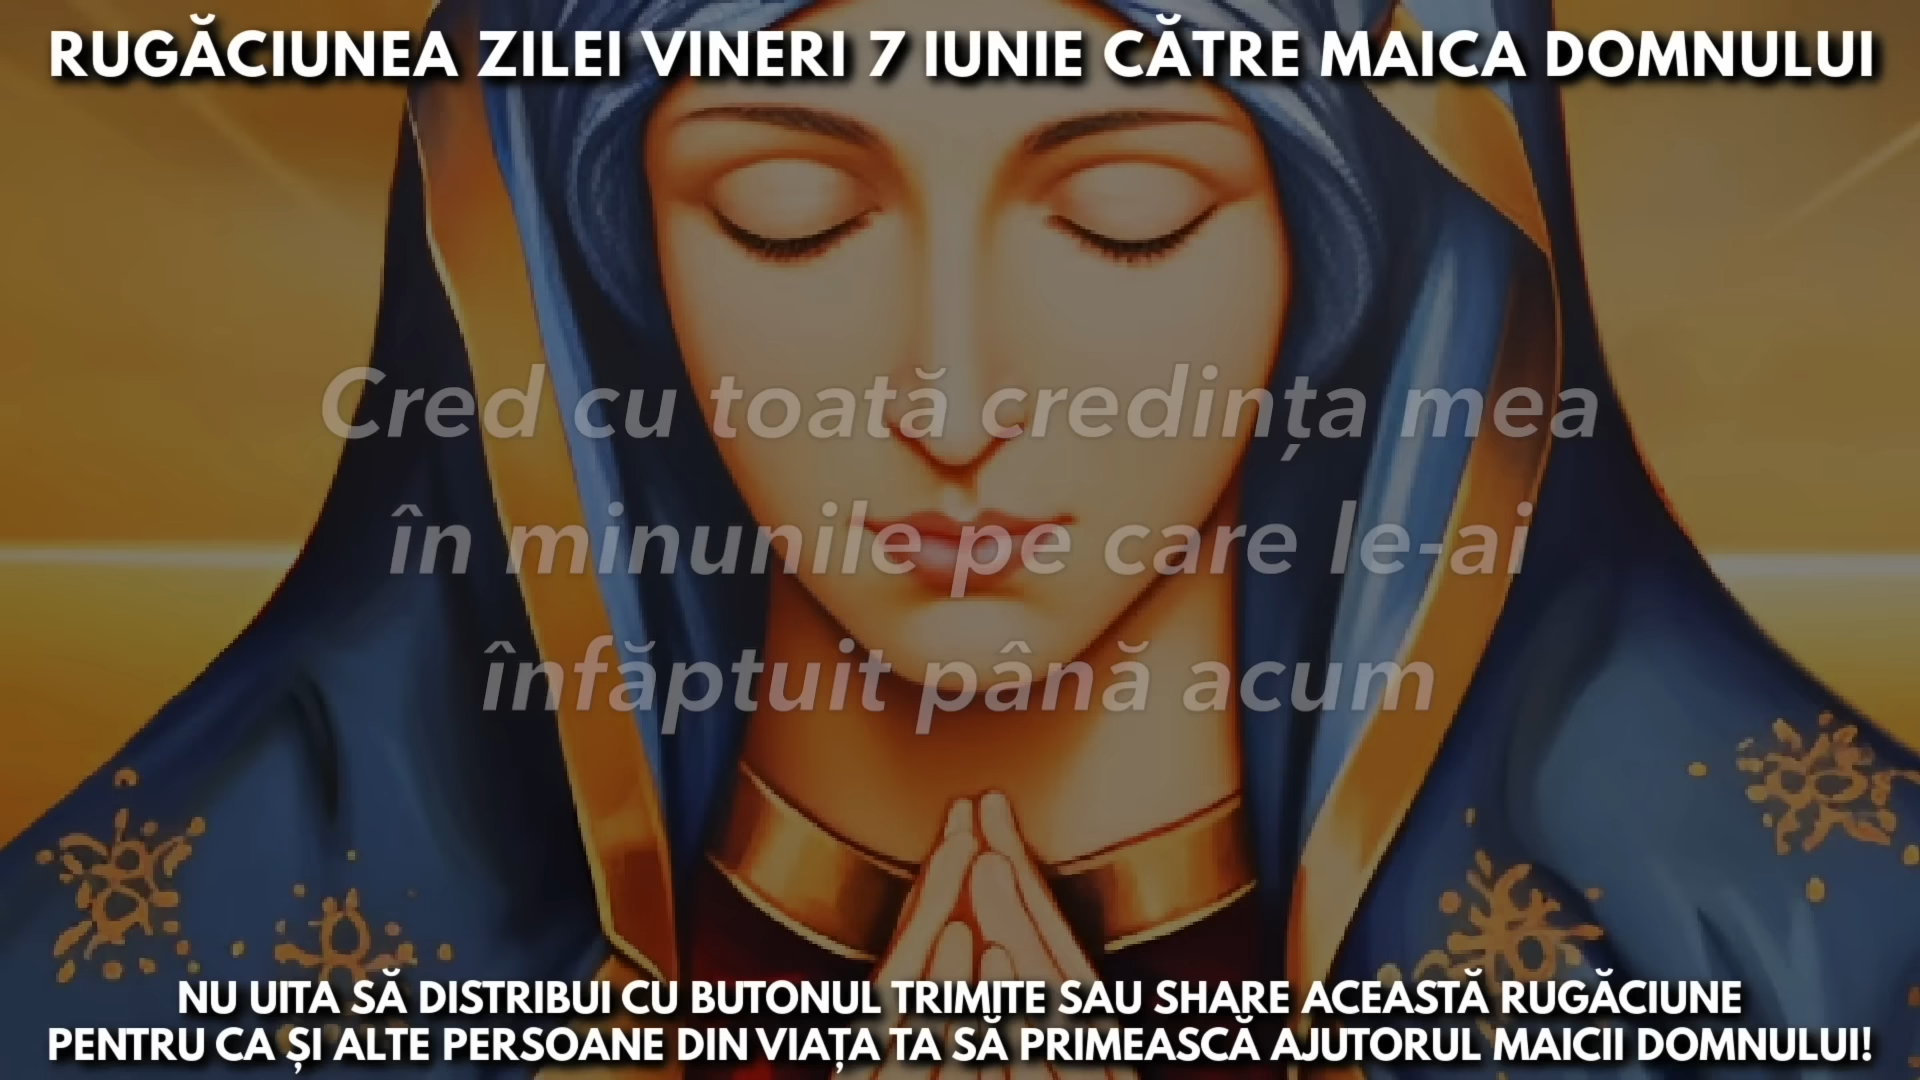 RUGĂCIUNEA ZILEI VINERI 7 IUNIE CĂTRE MAICA DOMNULUI
Cred cu toată credința mea
în minunile pe care le-ai
înfăptuit până acum
NU UITA SĂ DISTRIBUI CU BUTONUL TRIMITE SAU SHARE ACEASTĂ RUGĂCIUNE
PENTRU CA ȘI ALTE PERSOANE DIN VIAȚA TA SĂ PRIMEASCĂ AJUTORUL MAICII DOMNULUI!